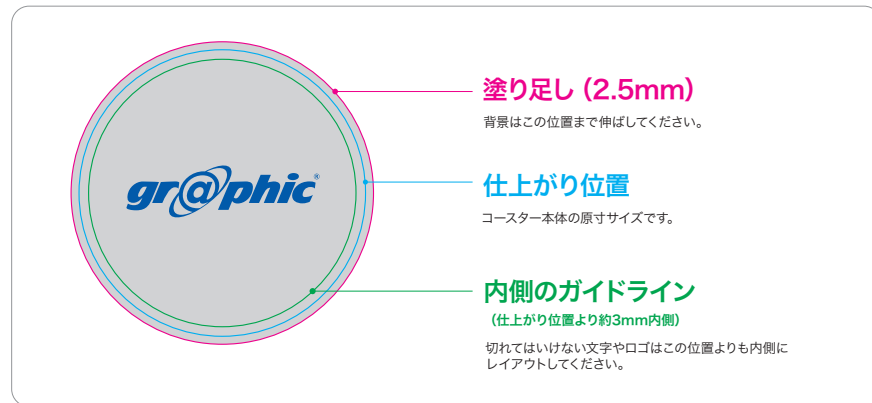 gr@phic®
塗り足し（2.5mm）
背景はこの位置まで伸ばしてください。
仕上がり位置
コースター本体の原寸サイズです。
内側のガイドライン
（仕上がり位置より約3mm内側）
切れてはいけない文字やロゴはこの位置よりも内側に
レイアウトしてください。